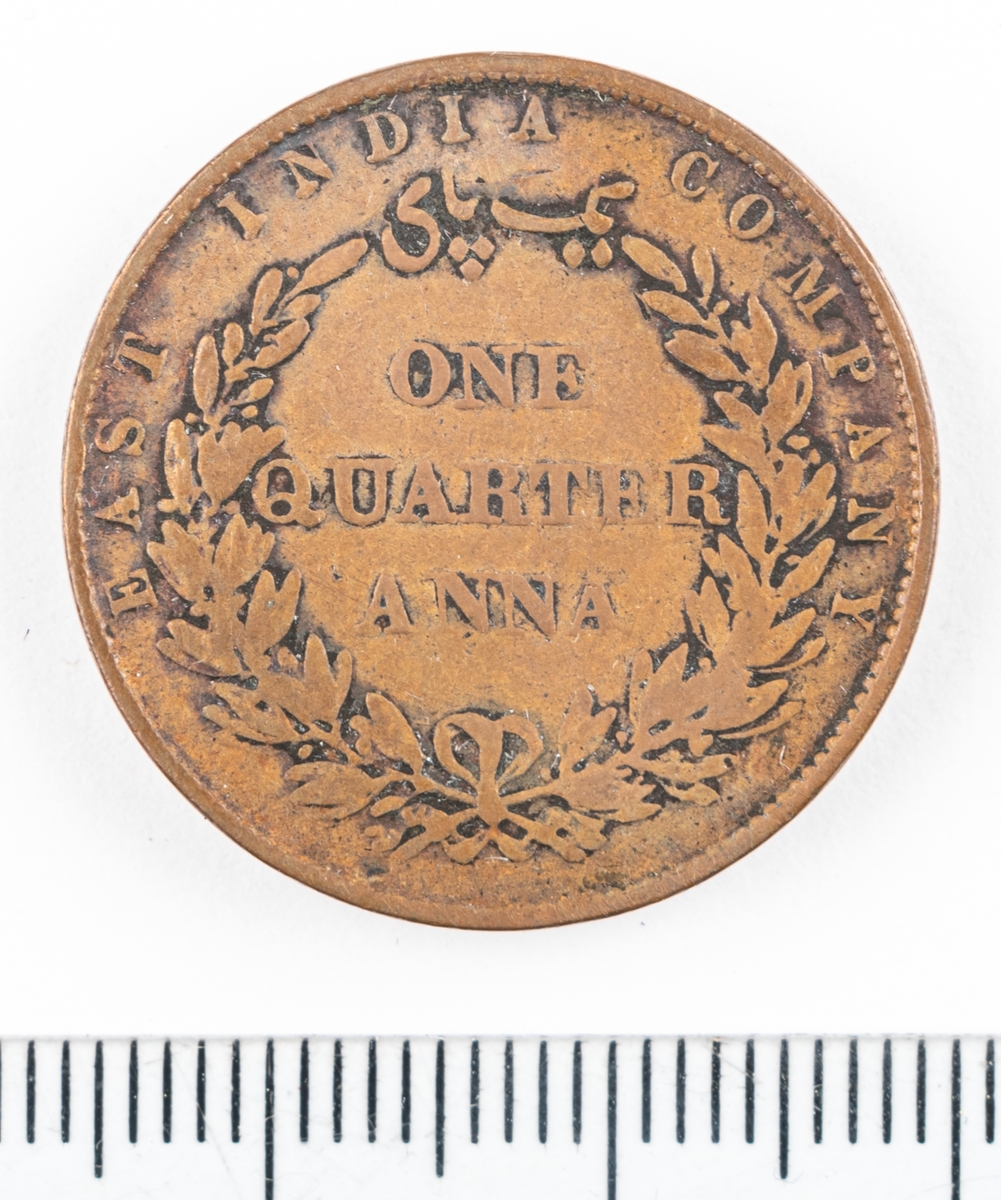 EAST INDIA COMPANY
یک پای
ONE
QUARTER
ANNA